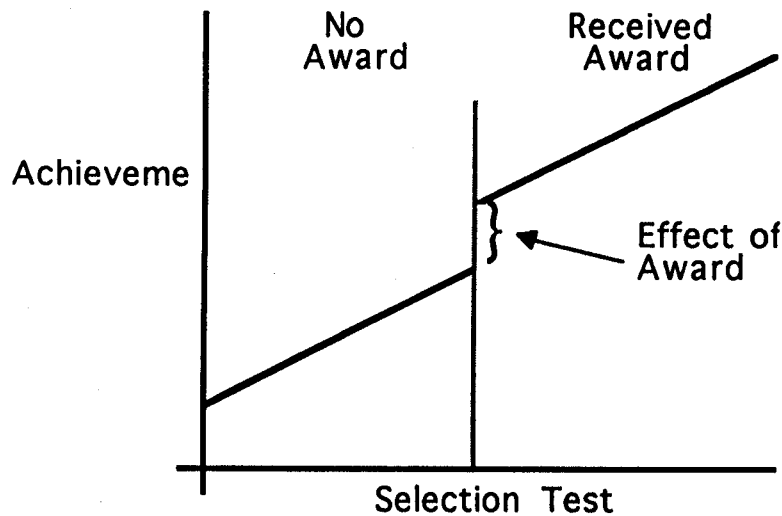 No
Award
Received
Award
Achieveme
Effect of
Award
Selection Test